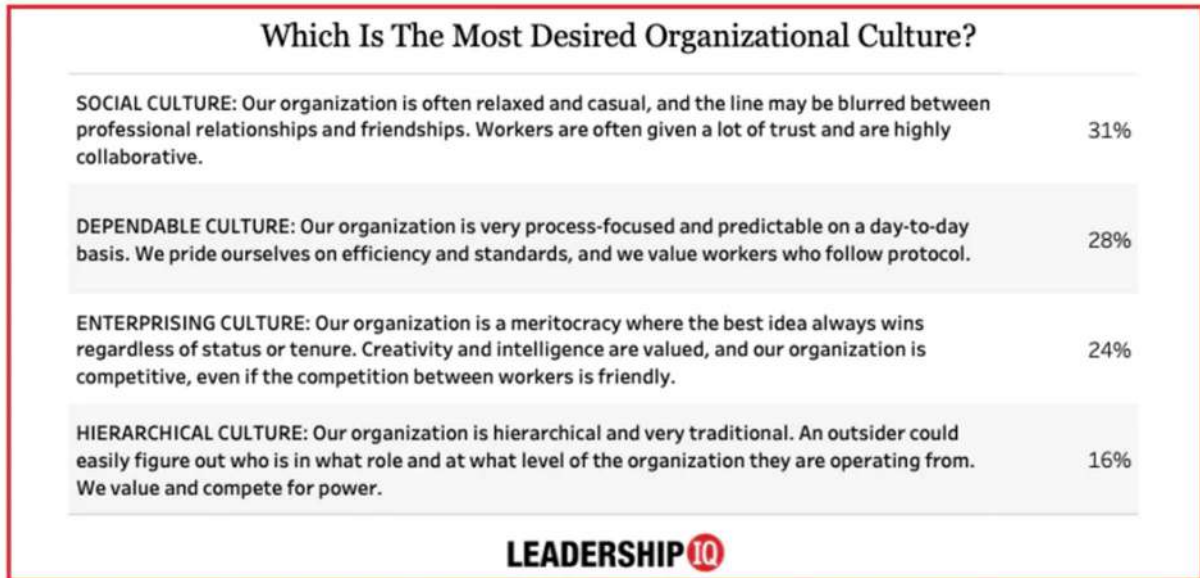 Which Is The Most Desired Organizational Culture?
SOCIAL CULTURE: Our organization is often relaxed and casual, and the line may be blurred between
professional relationships and friendships. Workers are often given a lot of trust and are highly
collaborative.
31%
DEPENDABLE CULTURE: Our organization is very process-focused and predictable on a day-to-day
basis. We pride ourselves on efficiency and standards, and we value workers who follow protocol.
28%
ENTERPRISING CULTURE: Our organization is a meritocracy where the best idea always wins
regardless of status or tenure. Creativity and intelligence are valued, and our organization is
competitive, even if the competition between workers is friendly.
24%
HIERARCHICAL CULTURE: Our organization is hierarchical and very traditional. An outsider could
easily figure out who is in what role and at what level of the organization they are operating from.
We value and compete for power.
16%
LEADERSHIP IQ